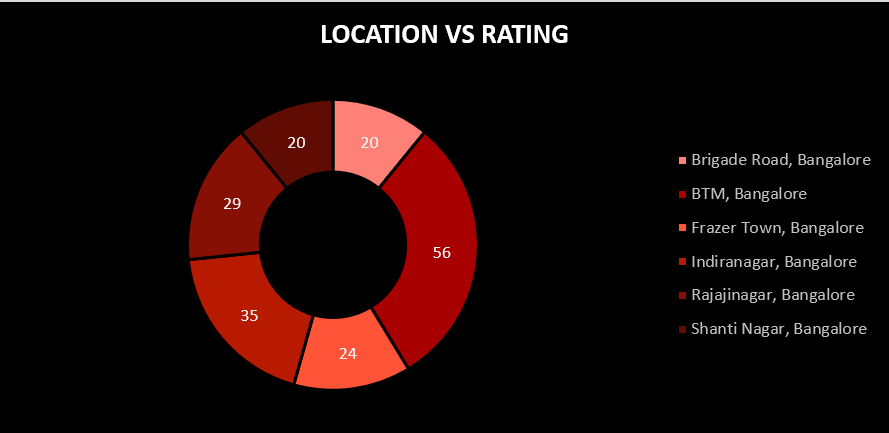 LOCATION VS RATING
20
20
29
56
35
24
Brigade Road, Bangalore
BTM, Bangalore
Frazer Town, Bangalore
Indiranagar, Bangalore
Rajajinagar, Bangalore
Shanti Nagar, Bangalore